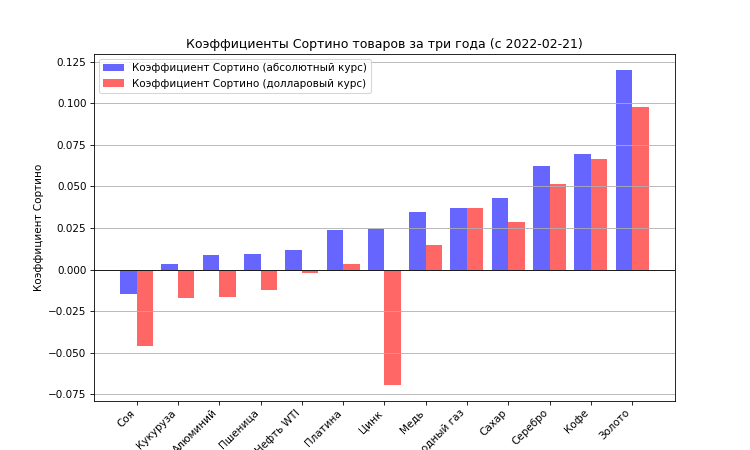 Коэффициенты Сортино товаров за три года (с 2022-02-21)
Коэффициент Сортино (абсолютный курс)
Коэффициент Сортино (долларовый курс)
Коэффициент Сортино
0.125
0.100
0.075
0.050
0.025
0.000
−0.025
−0.050
−0.075
Соя
Кукуруза
Алюминий
Пшеница
Нефть WTI
Платина
Цинк
Медь
газ
Сахар
Серебро
Кофе
Золото